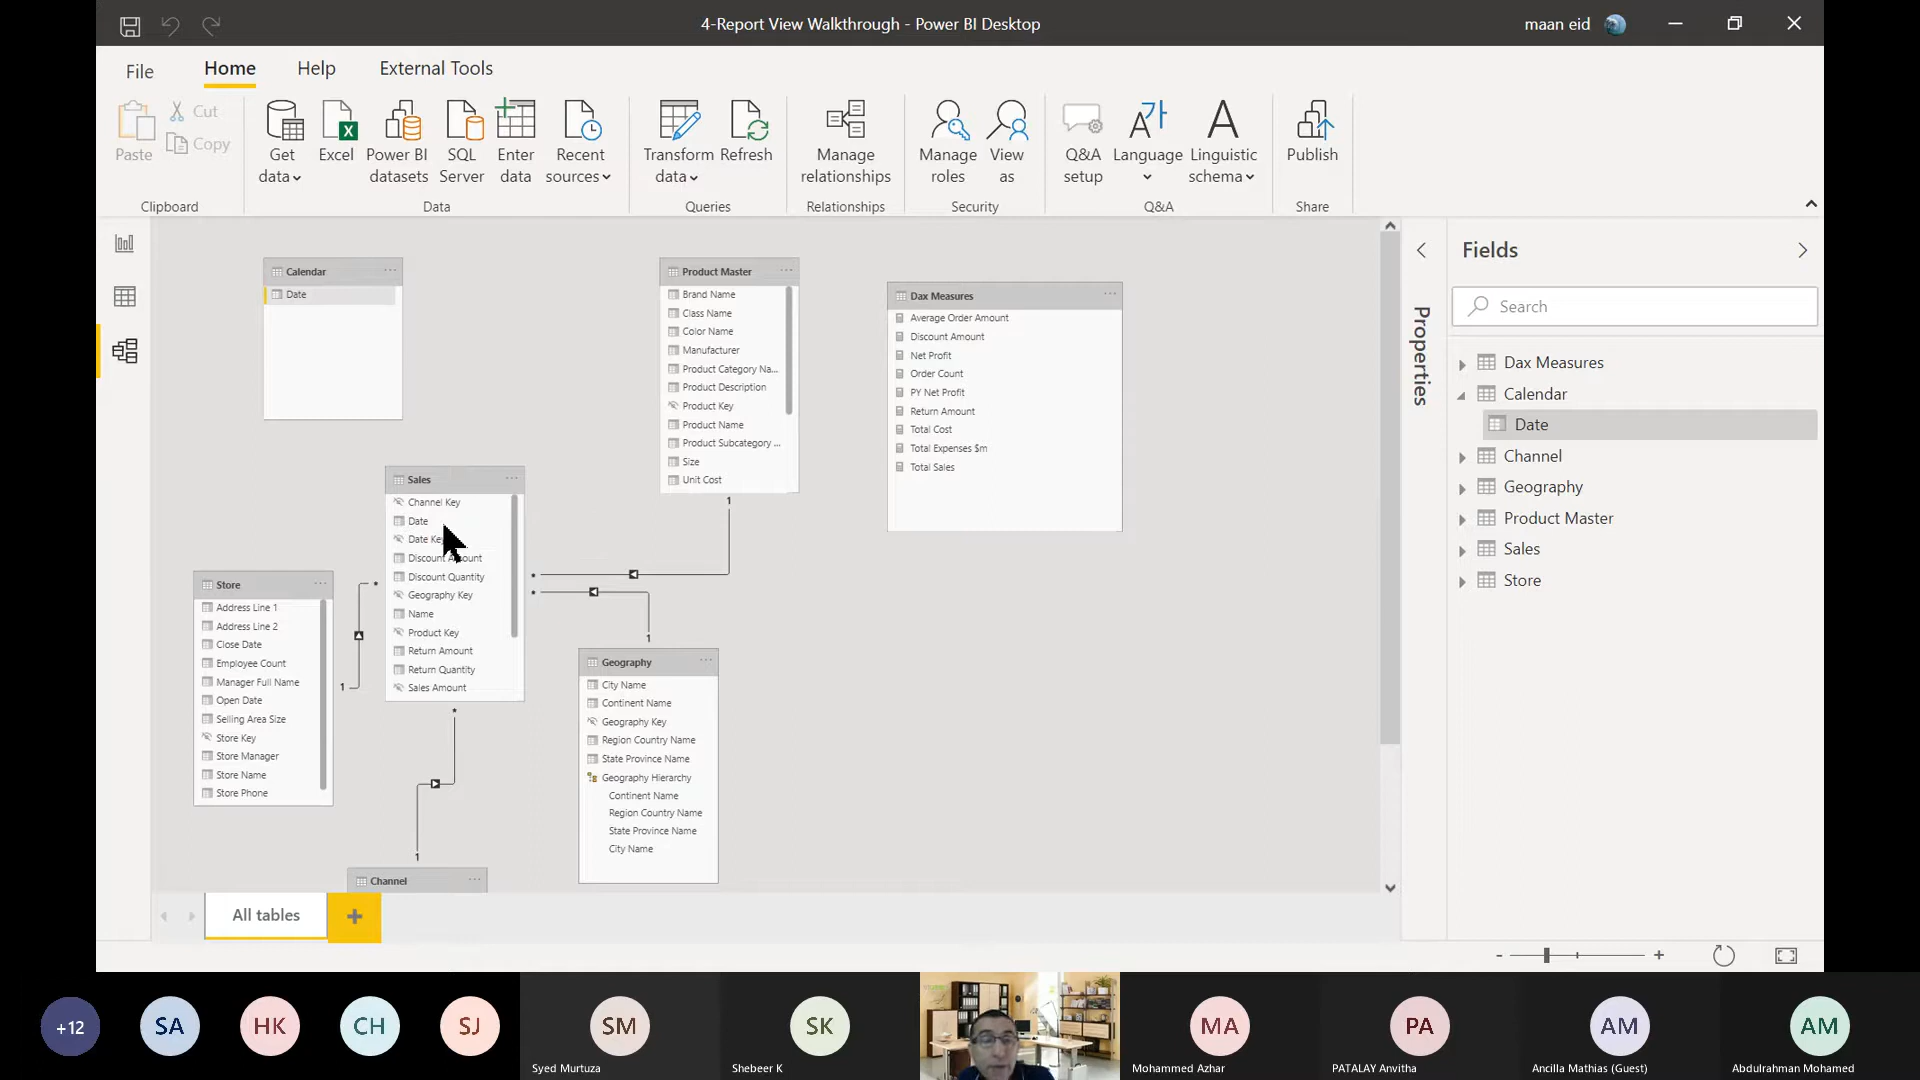 4-Report View Walkthrough - Power BI Desktop
maan eid
File
Home
Help
External Tools
Paste
Cut
Copy
Clipboard
Get data
Excel
Power BI datasets
SQL Server
Enter data
Recent sources
Data
Transform data
Refresh
Queries
Manage relationships
Relationships
Manage roles
View as
Security
Q&A setup
Language
Linguistic schema
Q&A
Publish
Share
Calendar
Date
Product Master
Brand Name
Class Name
Color Name
Manufacturer
Product Category Na...
Product Description
Product Key
Product Name
Product Subcategory ...
Size
Unit Cost
1
Dax Measures
Average Order Amount
Discount Amount
Net Profit
Order Count
PY Net Profit
Return Amount
Total Cost
Total Expenses $m
Total Sales
Sales
Channel Key
Date
Date Key
Discount Amount
Discount Quantity
Geography Key
Name
Product Key
Return Amount
Return Quantity
Sales Amount
*
*
*
*
Store
Address Line 1
Address Line 2
Close Date
Employee Count
Manager Full Name
Open Date
Selling Area Size
Store Key
Store Manager
Store Name
Store Phone
1
1
Geography
City Name
Continent Name
Geography Key
Region Country Name
State Province Name
Geography Hierarchy
Continent Name
Region Country Name
State Province Name
City Name
1
Channel
All tables
+
Properties
Fields
Search
Dax Measures
Calendar
Date
Channel
Geography
Product Master
Sales
Store
- +
+12
SA
HK
CH
SJ
SM
Syed Murtuza
SK
Shebeer K
MA
Mohammed Azhar
PA
PATALAY Anvitha
AM
Ancilla Mathias (Guest)
AM
Abdulrahman Mohamed